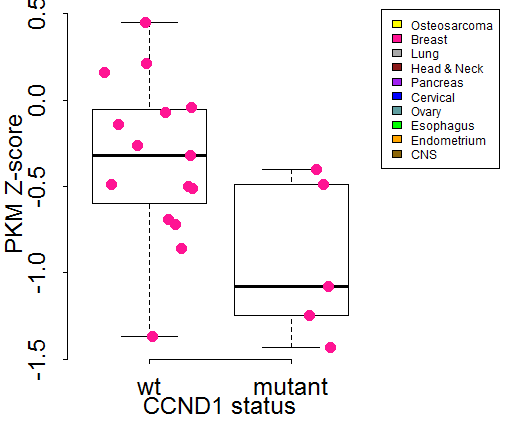 0.5
0.0
-0.5
-1.0
-1.5
PKM Z-score
wt
mutant
CCND1 status
Osteosarcoma
Breast
Lung
Head & Neck
Pancreas
Cervical
Ovary
Esophagus
Endometrium
CNS